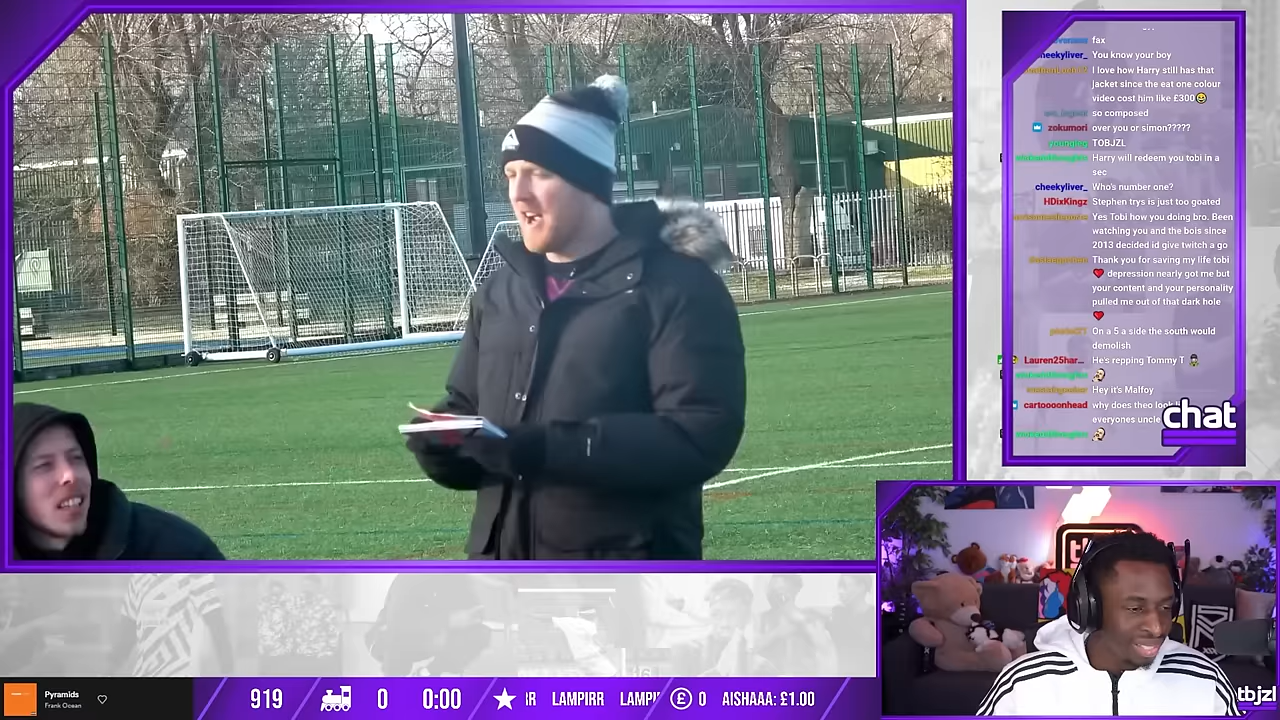 fax
cheekyliver_ You know your boy
I love how Harry still has that
jacket since the eat one colour
video cost him like £300
so composed
zokumori over you or simon?????
TOBJZL
Harry will redeem you tobi in a
sec
cheekyliver_ Who's number one?
HDixKingz Stephen trys is just too goated
Yes Tobi how you doing bro. Been
watching you and the bois since
2013 decided id give twitch a go
Thank you for saving my life tobi
depression nearly got me but
your content and your personality
pulled me out of that dark hole
On a 5 a side the south would
demolish
Lauren25har... He's repping Tommy T
Hey it's Malfoy
cartoooonhead why does theo
everyones uncle
chat
tbjzl
Pyramids
Frank Ocean
919
0
0:00
RR LAMPIRR
£ 0
AISHAAA: £1.00